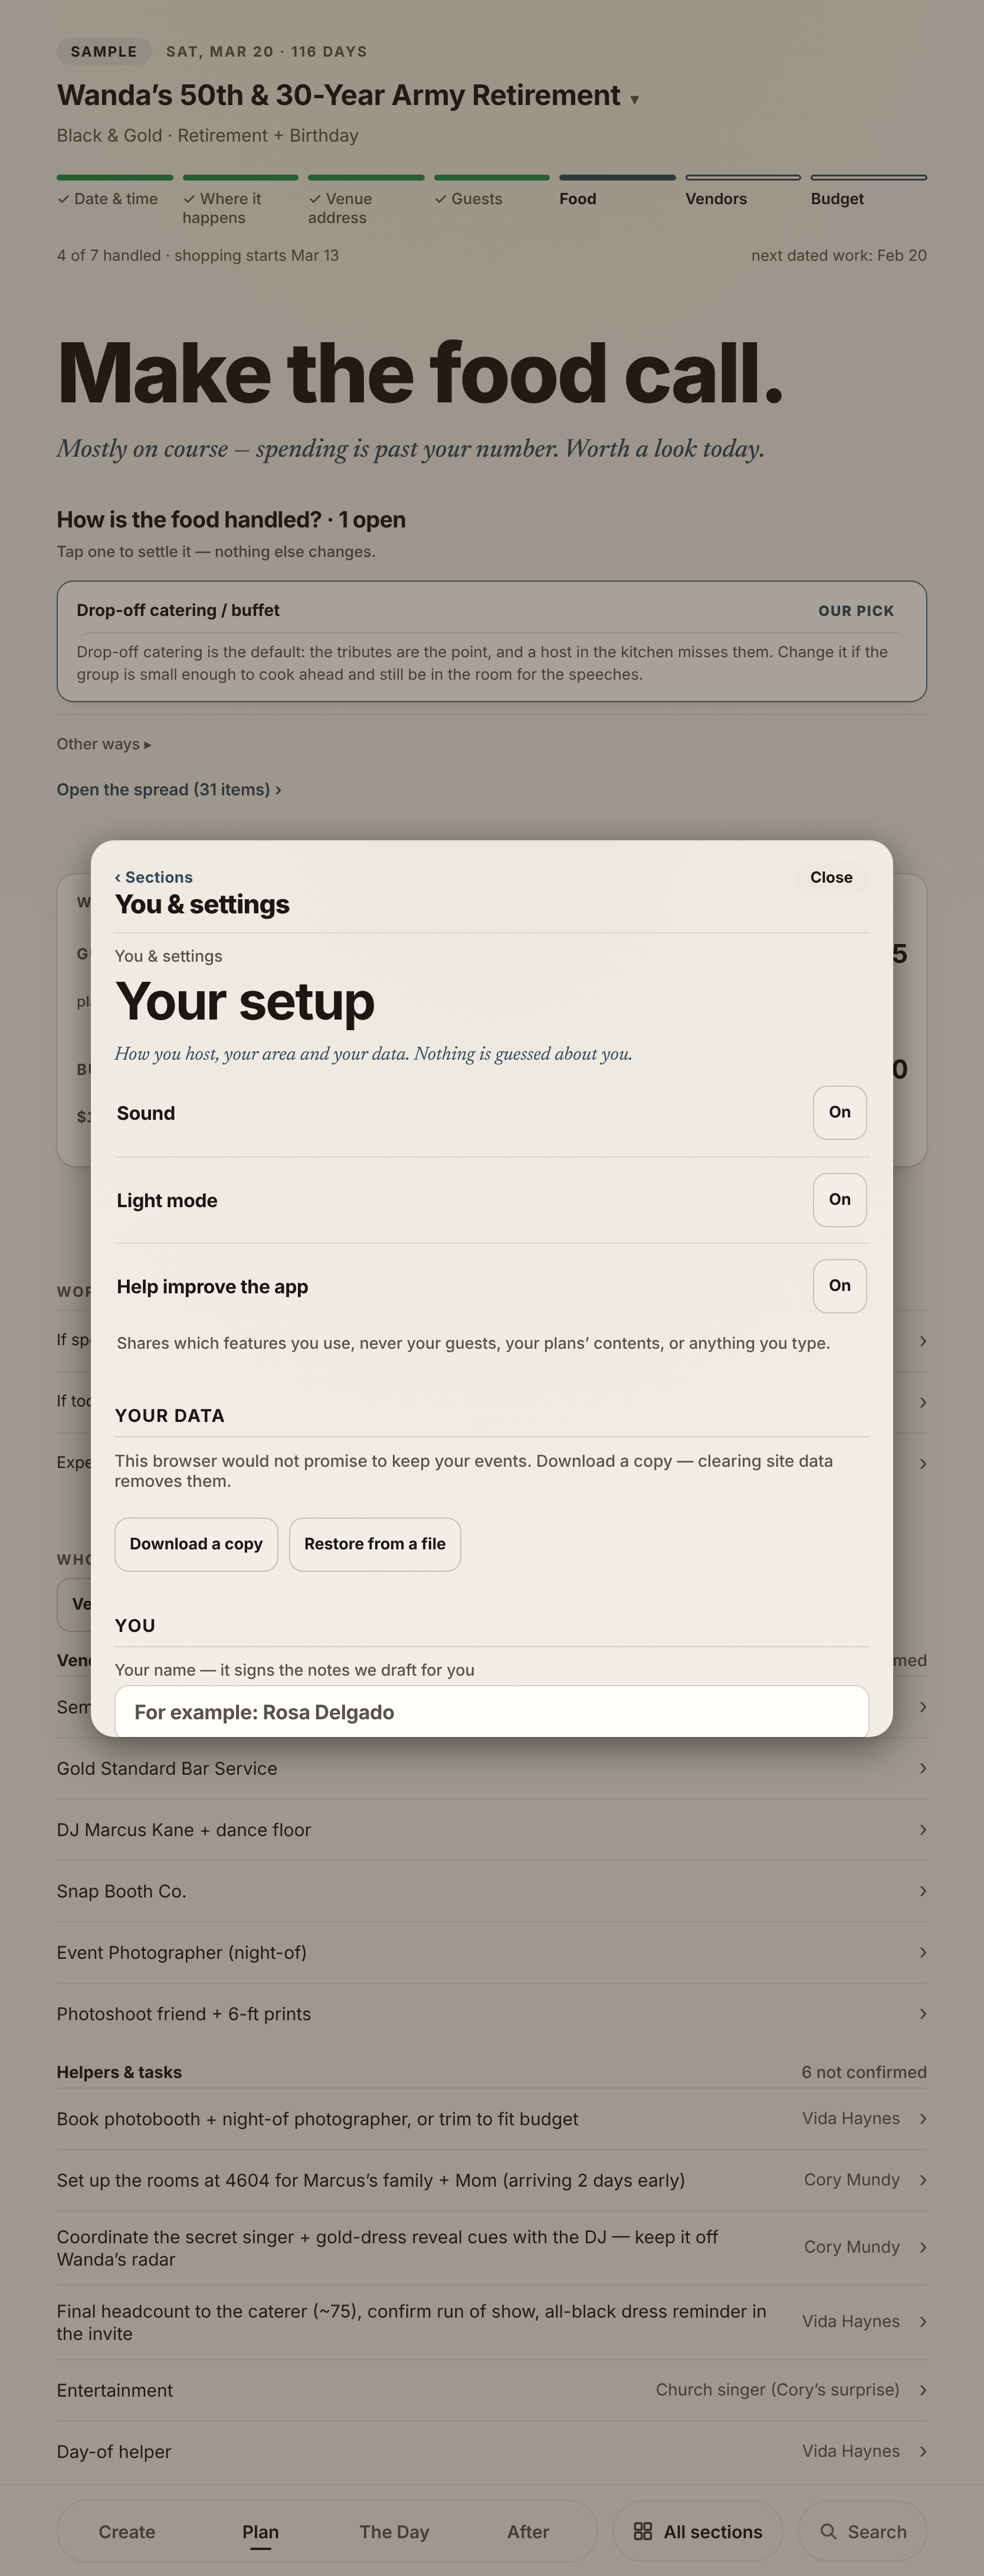 SAMPLE SAT, MAR 20 · 116 DAYS
Wanda’s 50th & 30-Year Army Retirement ▾
Black & Gold · Retirement + Birthday
✓ Date & time ✓ Where it happens ✓ Venue address ✓ Guests Food Vendors Budget
4 of 7 handled · shopping starts Mar 13 next dated work: Feb 20
Make the food call.
Mostly on course — spending is past your number. Worth a look today.
How is the food handled? · 1 open
Tap one to settle it — nothing else changes.
Drop-off catering / buffet OUR PICK
Drop-off catering is the default: the tributes are the point, and a host in the kitchen misses them. Change it if the
group is small enough to cook ahead and still be in the room for the speeches.
Other ways ▸
Open the spread (31 items) ›
‹ Sections Close
You & settings
You & settings
Your setup
How you host, your area and your data. Nothing is guessed about you.
Sound On
Light mode On
Help improve the app On
Shares which features you use, never your guests, your plans’ contents, or anything you type.
YOUR DATA
This browser would not promise to keep your events. Download a copy — clearing site data
removes them.
Download a copy Restore from a file
YOU
Your name — it signs the notes we draft for you
For example: Rosa Delgado
Gold Standard Bar Service ›
DJ Marcus Kane + dance floor ›
Snap Booth Co. ›
Event Photographer (night-of) ›
Photoshoot friend + 6-ft prints ›
Helpers & tasks 6 not confirmed
Book photobooth + night-of photographer, or trim to fit budget Vida Haynes ›
Set up the rooms at 4604 for Marcus’s family + Mom (arriving 2 days early) Cory Mundy ›
Coordinate the secret singer + gold-dress reveal cues with the DJ — keep it off
Wanda’s radar Cory Mundy ›
Final headcount to the caterer (~75), confirm run of show, all-black dress reminder in
the invite Vida Haynes ›
Entertainment Church singer (Cory’s surprise) ›
Day-of helper Vida Haynes ›
Create Plan The Day After All sections Search